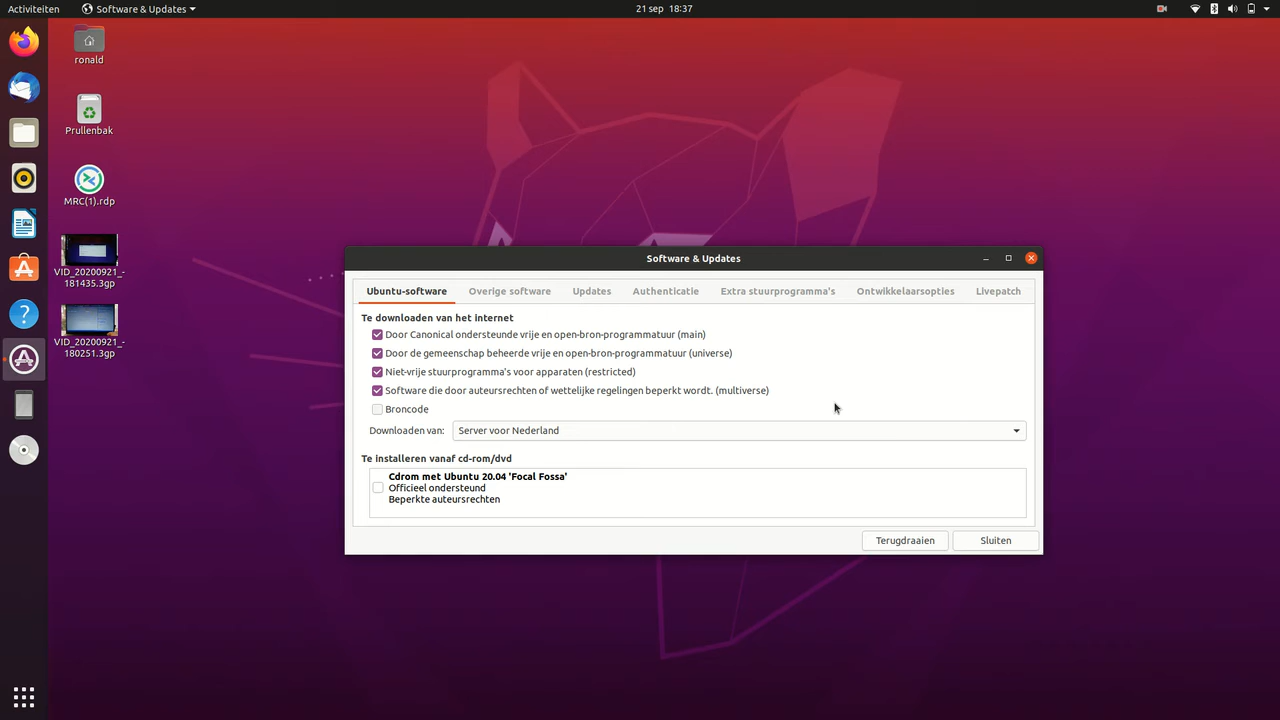 Activiteiten
Software & Updates
21 sep 18:37
ronald
Prullenbak
MRC(1).rdp
VID_20200921_-
181435.3gp
VID_20200921_-
180251.3gp
Software & Updates
Ubuntu-software
Overige software
Updates
Authenticatie
Extra stuurprogramma's
Ontwikkelaarsopties
Livepatch
Te downloaden van het internet
Door Canonical ondersteunde vrije en open-bron-programmatuur (main)
Door de gemeenschap beheerde vrije en open-bron-programmatuur (universe)
Niet-vrije stuurprogramma's voor apparaten (restricted)
Software die door auteursrechten of wettelijke regelingen beperkt wordt. (multiverse)
Broncode
Downloaden van:
Server voor Nederland
Te installeren vanaf cd-rom/dvd
Cdrom met Ubuntu 20.04 'Focal Fossa'
Officieel ondersteund
Beperkte auteursrechten
Terugdraaien
Sluiten